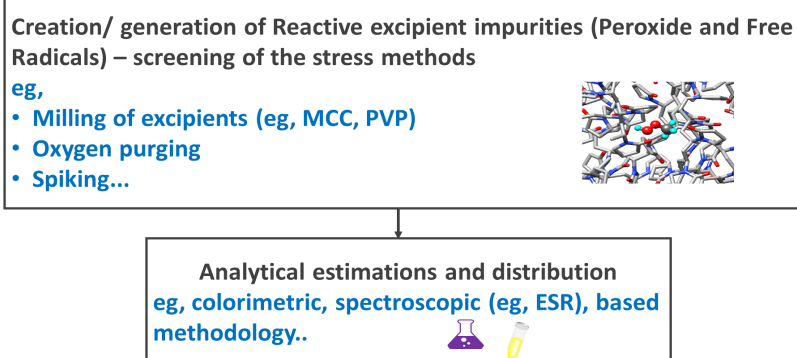 Creation/ generation of Reactive excipient impurities (Peroxide and Free
Radicals) – screening of the stress methods
eg,
• Milling of excipients (eg, MCC, PVP)
• Oxygen purging
• Spiking...
Analytical estimations and distribution
eg, colorimetric, spectroscopic (eg, ESR), based
methodology..